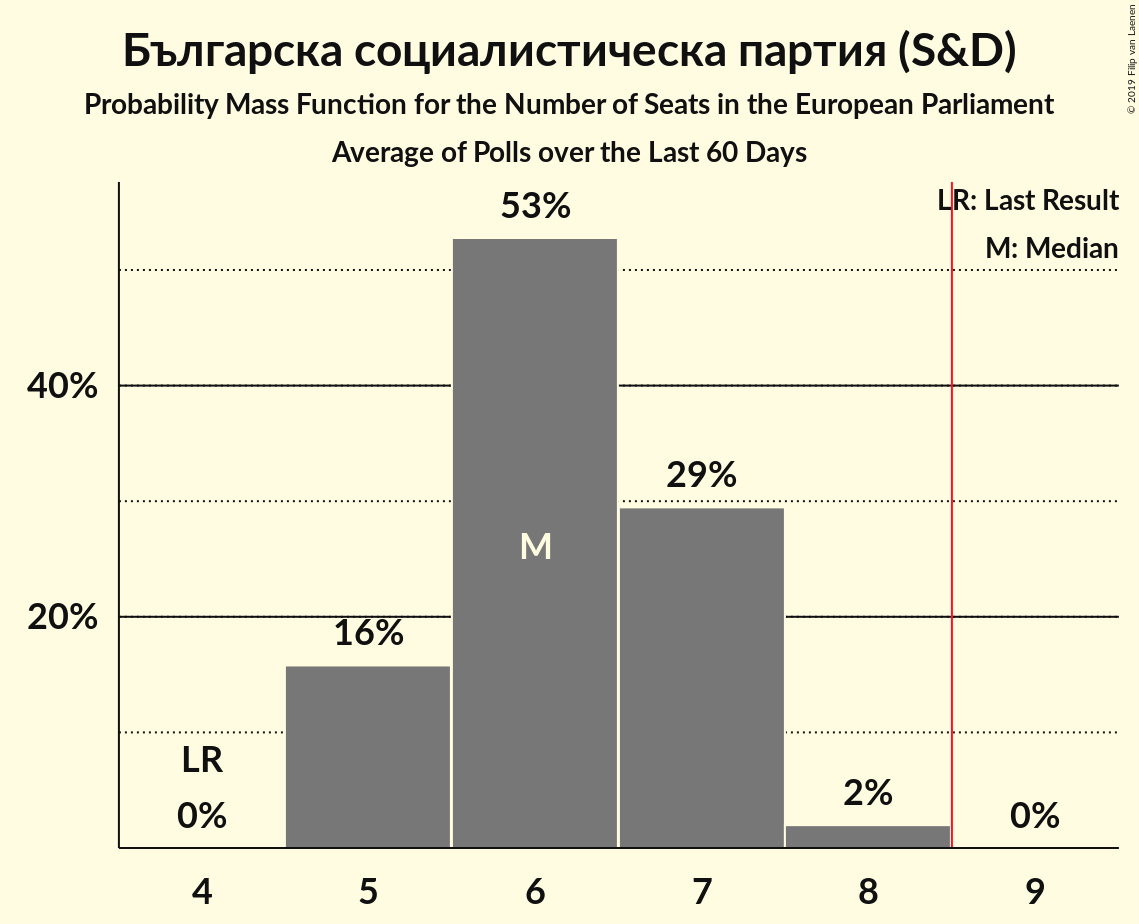 Българска социалистическа партия (S&D)
Probability Mass Function for the Number of Seats in the European Parliament
Average of Polls over the Last 60 Days
© 2019 Filip van Laenen
LR: Last Result
M: Median
53%
40%
29%
M
20%
16%
LR
0%
2%
0%
4 5 6 7 8 9